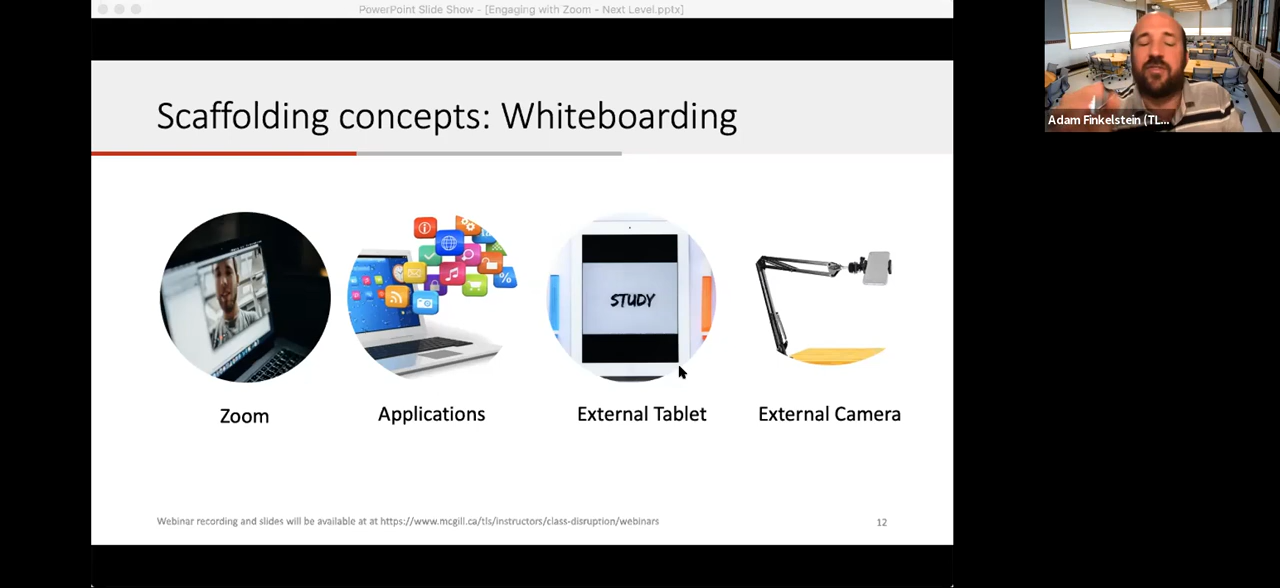 PowerPoint Slide Show - [Engaging with Zoom - Next Level.pptx]
Adam Finkelstein (TL...
Scaffolding concepts: Whiteboarding
STUDY
%
Zoom
Applications
External Tablet
External Camera
Webinar recording and slides will be available at at https://www.mcgill.ca/tls/instructors/class-disruption/webinars
12